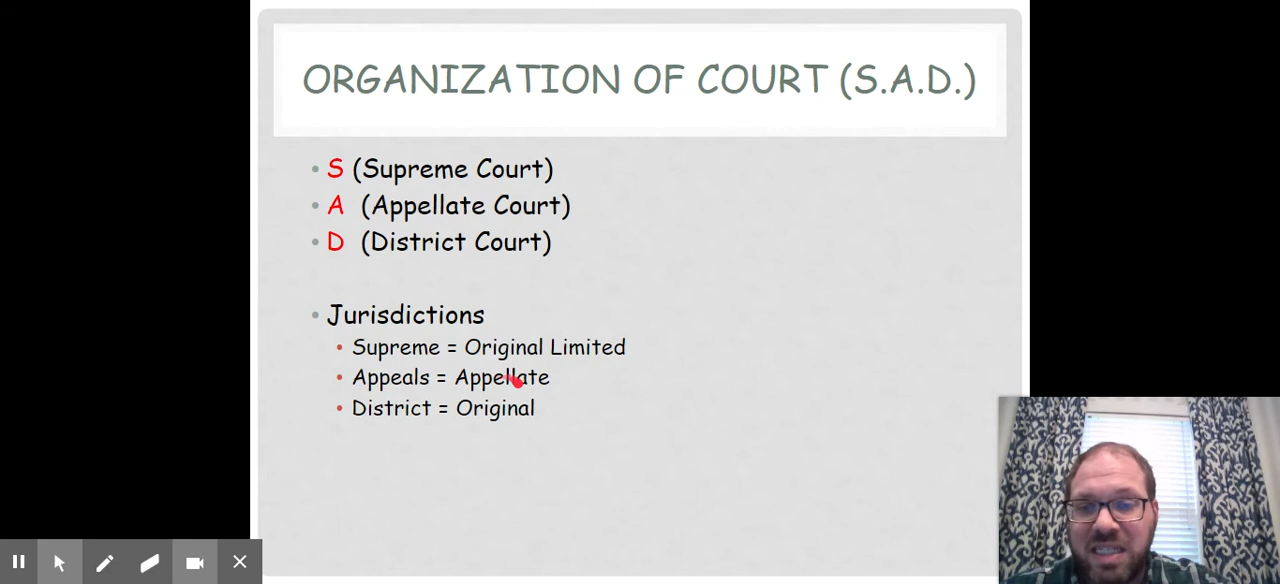 ORGANIZATION OF COURT (S.A.D.)
S (Supreme Court)
A (Appellate Court)
D (District Court)
Jurisdictions
Supreme = Original Limited
Appeals = Appellate
District = Original